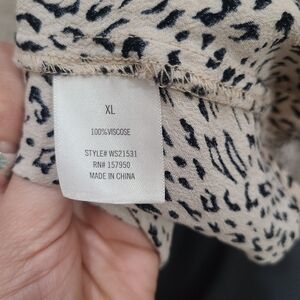 XL
100%VISCOSE
STYLE# WS21531
RN# 157950
MADE IN CHINA